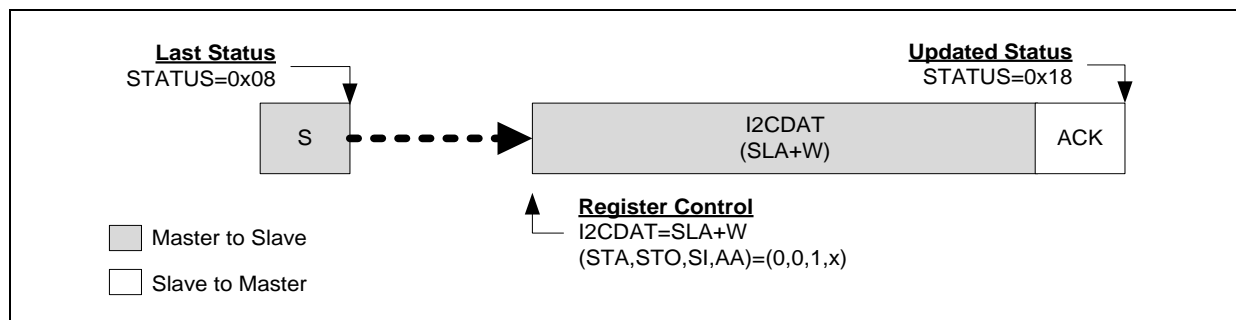 Last Status
STATUS=0x08
Updated Status
STATUS=0x18
S
I2CDAT
(SLA+W)
ACK
Register Control
I2CDAT=SLA+W
(STA,STO,SI,AA)=(0,0,1,x)
Master to Slave
Slave to Master